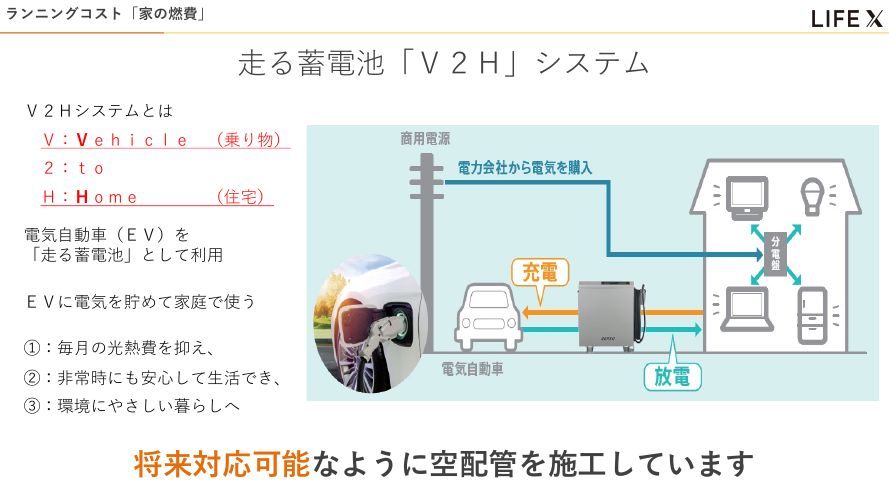 ランニングコスト「家の燃費」
LIFE X
走る蓄電池「Ｖ２Ｈ」システム
Ｖ２Ｈシステムとは
Ｖ：Ｖｅｈｉｃｌｅ　（乗り物）
２：ｔｏ
Ｈ：Ｈｏｍｅ　　　　（住宅）
電気自動車（ＥＶ）を
「走る蓄電池」として利用
ＥＶに電気を貯めて家庭で使う
①：毎月の光熱費を抑え、
②：非常時にも安心して生活でき、
③：環境にやさしい暮らしへ
商用電源
電力会社から電気を購入
分電盤
充電
電気自動車
放電
将来対応可能なように空配管を施工しています